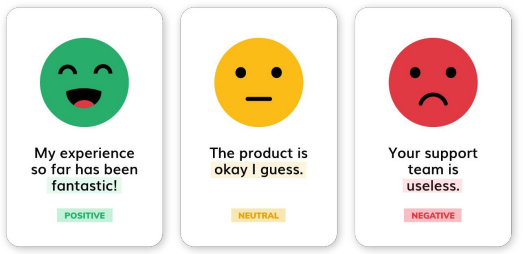 My experience
so far has been
fantastic!
POSITIVE
The product is
okay I guess.
NEUTRAL
Your support
team is
useless.
NEGATIVE